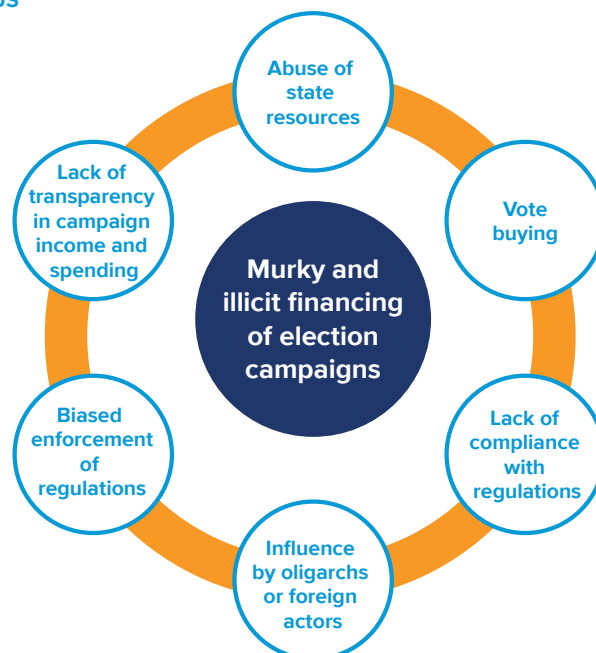 Abuse of
state
resources
Vote
buying
Lack of
compliance
with
regulations
Influence
by oligarchs
or foreign
actors
Biased
enforcement
of
regulations
Lack of
transparency
in campaign
income and
spending
Murky and
illicit financing
of election
campaigns